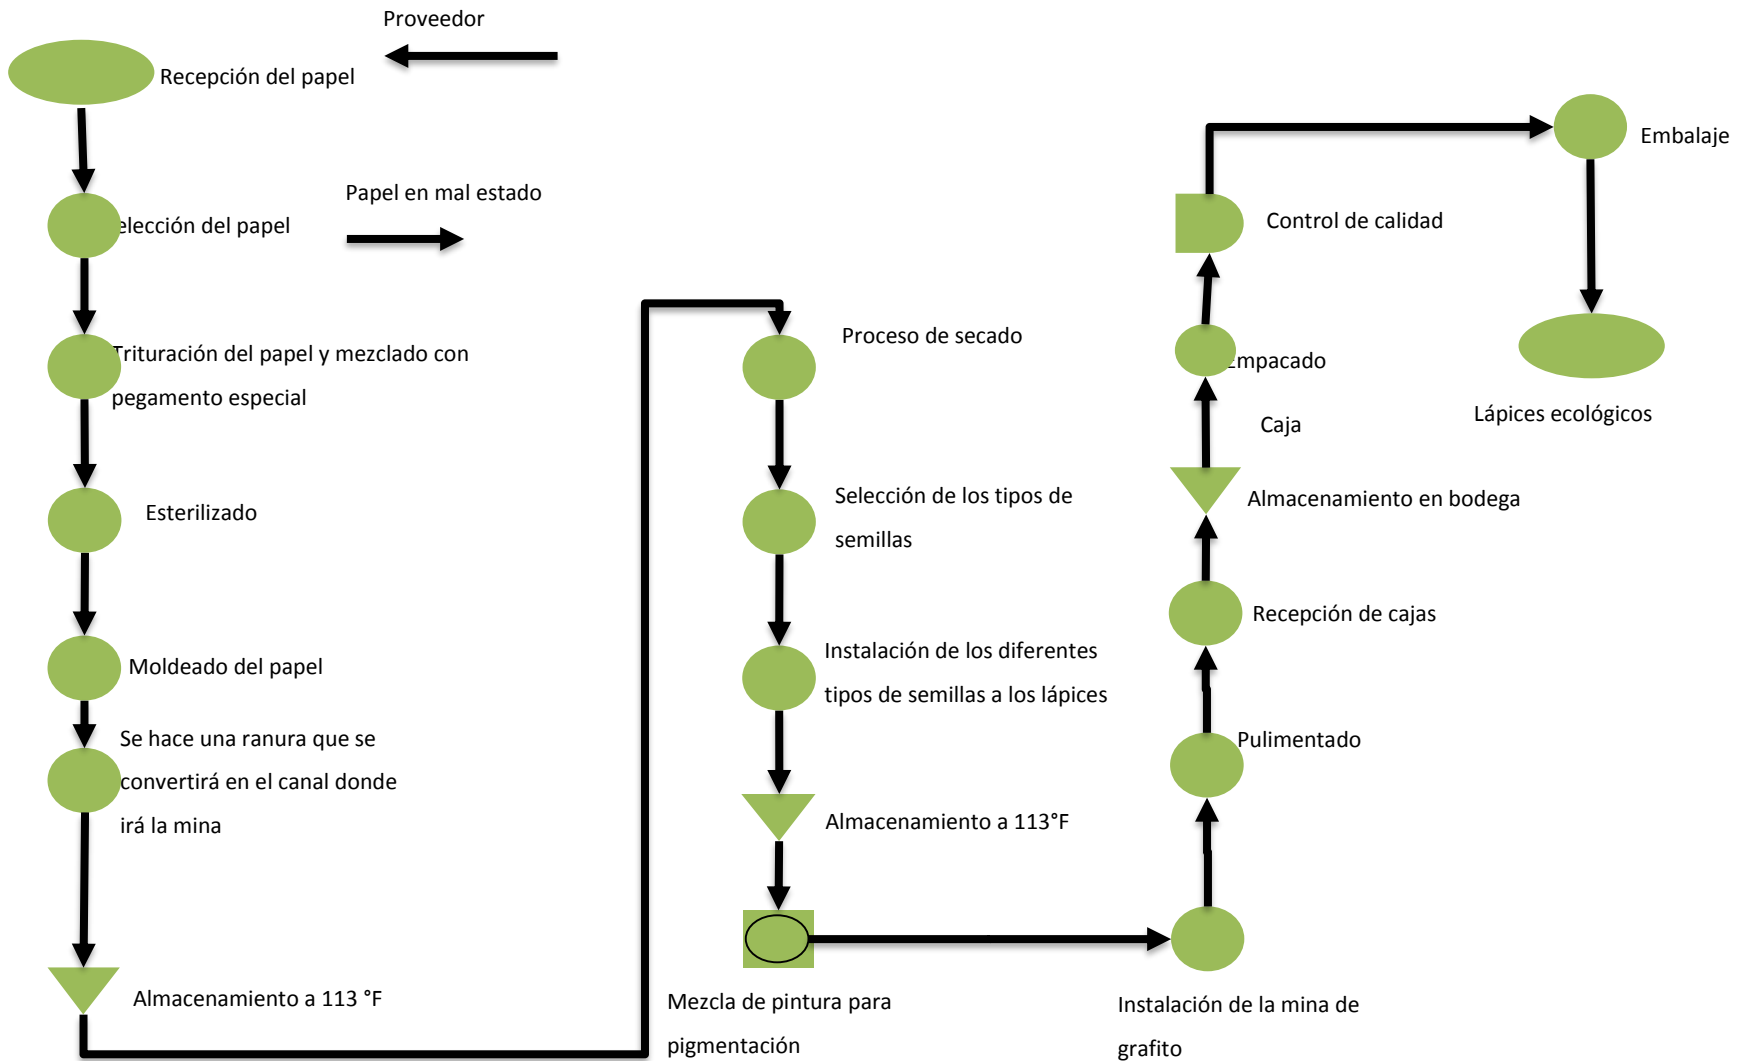 Proveedor
Recepción del papel
Papel en mal estado
elección del papel
Trituración del papel y mezclado con
pegamento especial
Esterilizado
Moldeado del papel
Se hace una ranura que se
convertirá en el canal donde
irá la mina
Almacenamiento a 113 °F
Proceso de secado
Selección de los tipos de
semillas
Instalación de los diferentes
tipos de semillas a los lápices
Almacenamiento a 113°F
Mezcla de pintura para
pigmentación
Instalación de la mina de
grafito
Pulimentado
Recepción de cajas
Almacenamiento en bodega
Caja
Empacado
Control de calidad
Embalaje
Lápices ecológicos